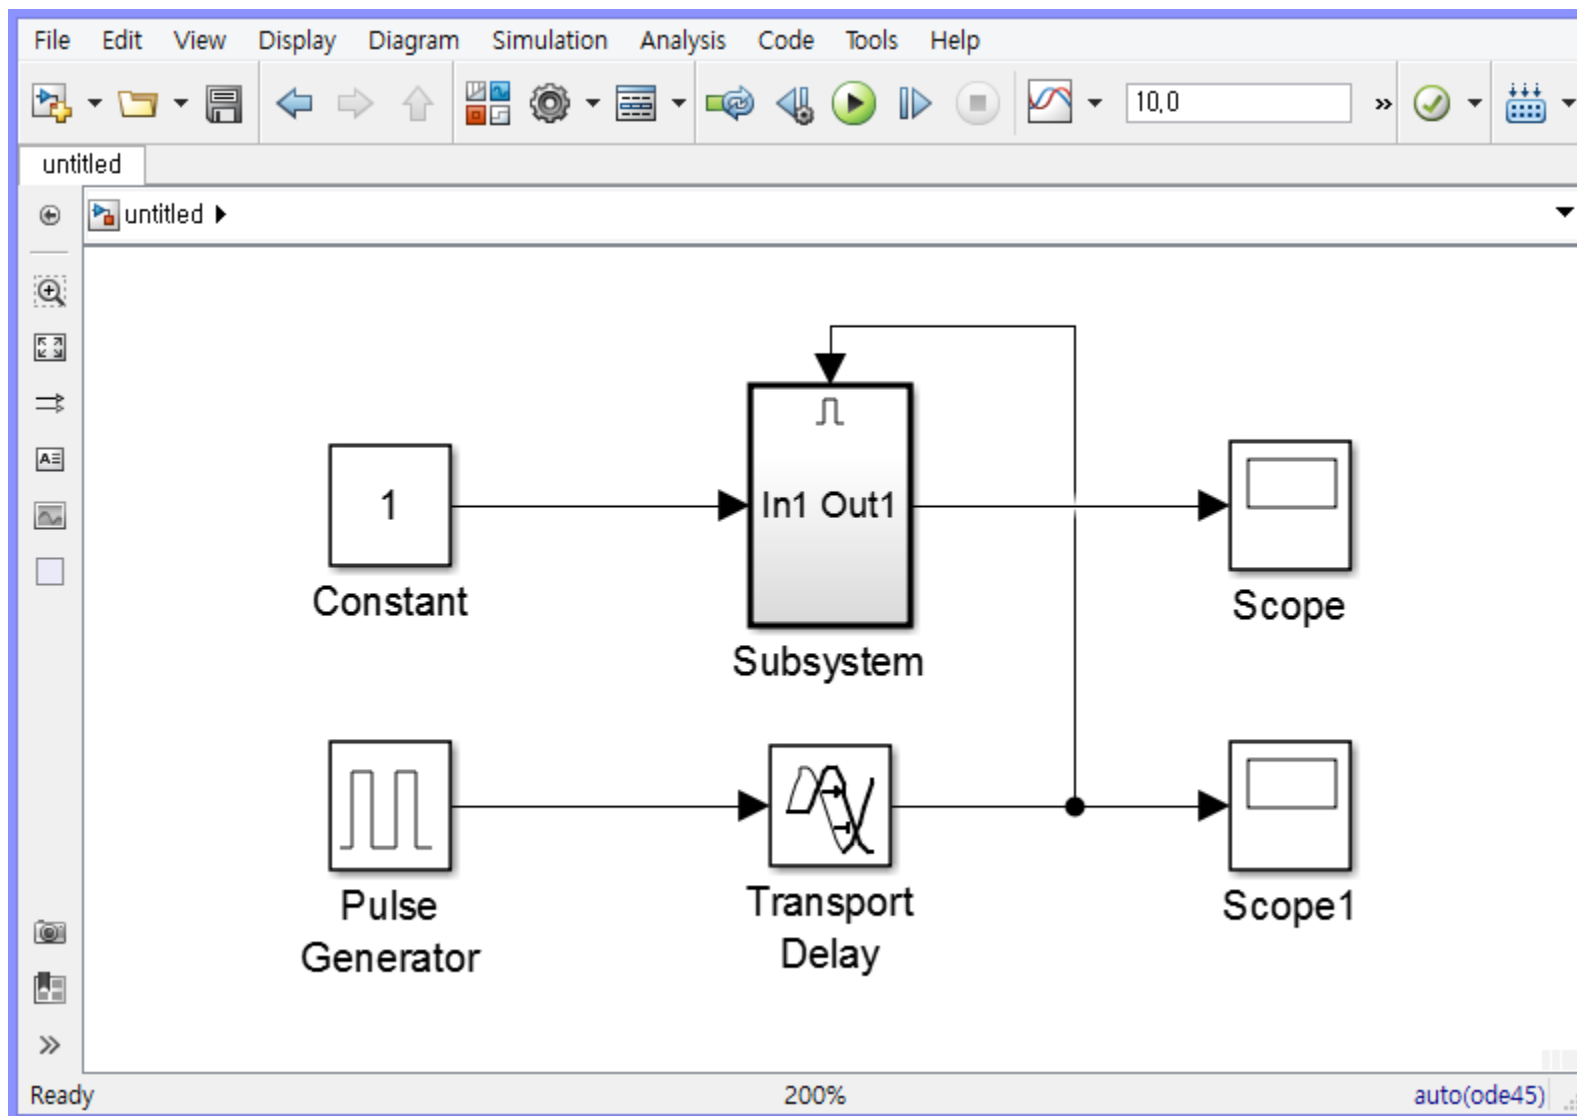 File Edit View Display Diagram Simulation Analysis Code Tools Help
10,0
untitled
untitled
1
Constant
In1 Out1
Subsystem
Scope
Pulse
Generator
Transport
Delay
Scope1
Ready 200% auto(ode45)